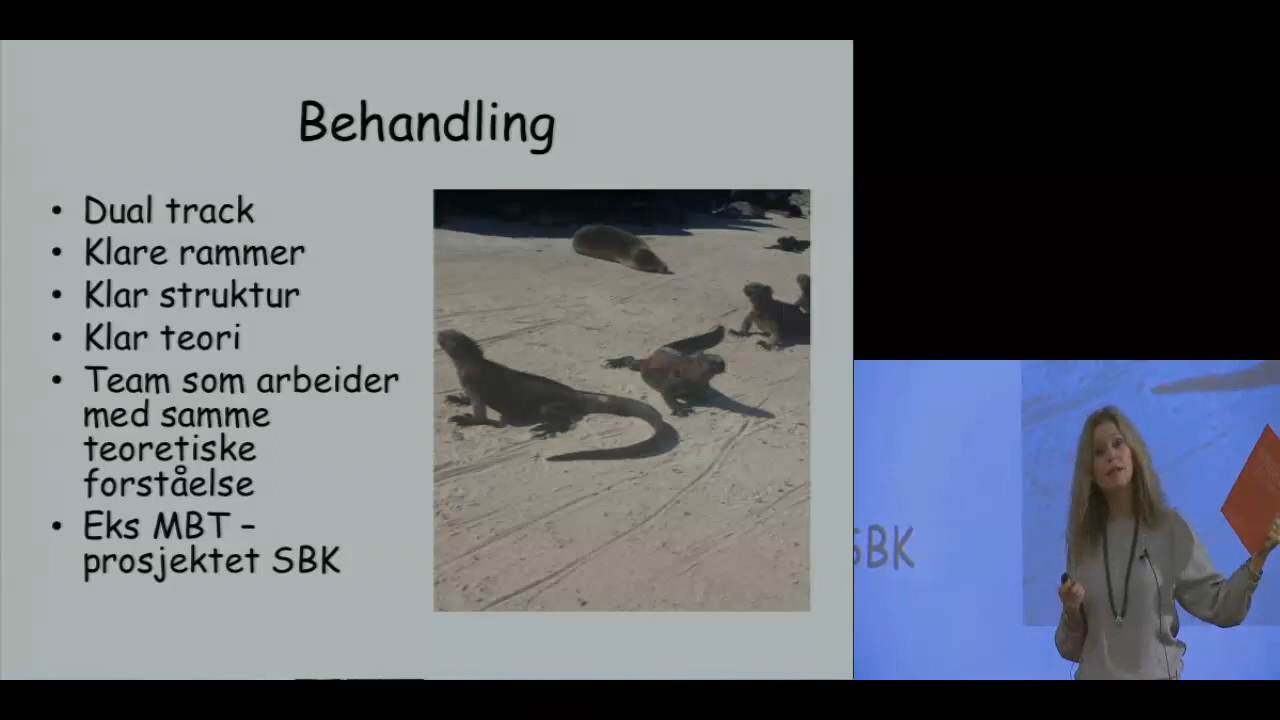 Behandling
• Dual track
• Klare rammer
• Klar struktur
• Klar teori
• Team som arbeider
med samme
teoretiske
forståelse
• Eks MBT –
prosjektet SBK
SBK